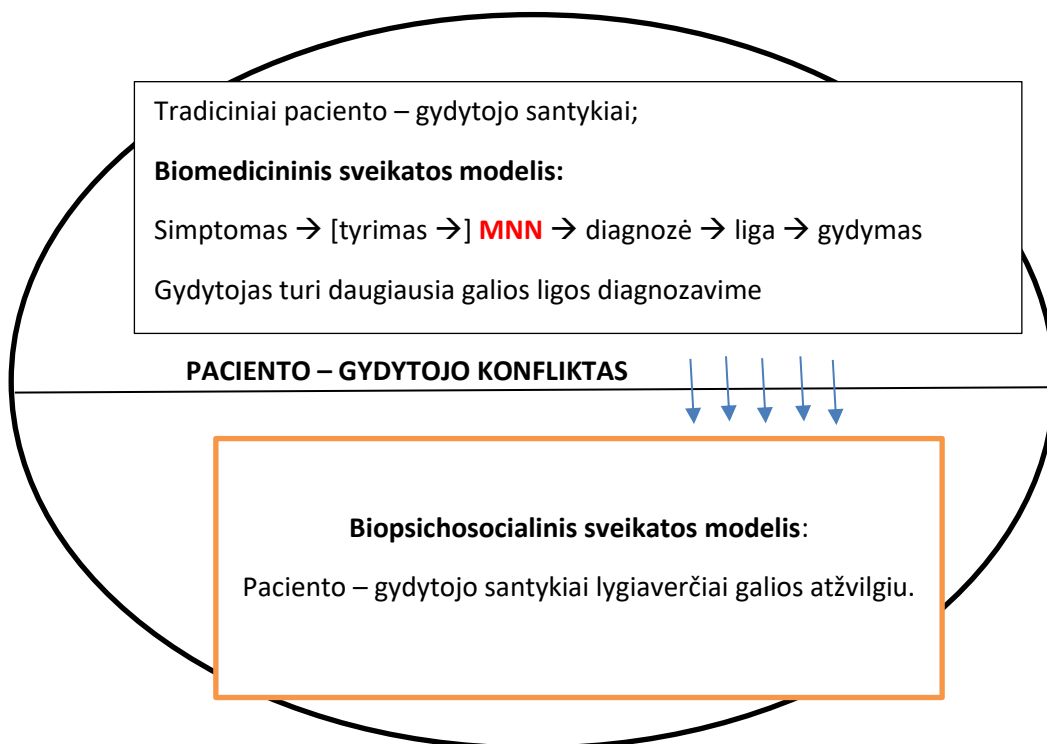 Tradiciniai paciento – gydytojo santykiai;
Biomedicininis sveikatos modelis:
Simptomas → [tyrimas →] MNN → diagnozė → liga → gydymas
Gydytojas turi daugiausia galios ligos diagnozavime
PACIENTO – GYDYTOJO KONFLIKTAS
Biopsichosocialinis sveikatos modelis:
Paciento – gydytojo santykiai lygiaverčiai galios atžvilgiu.